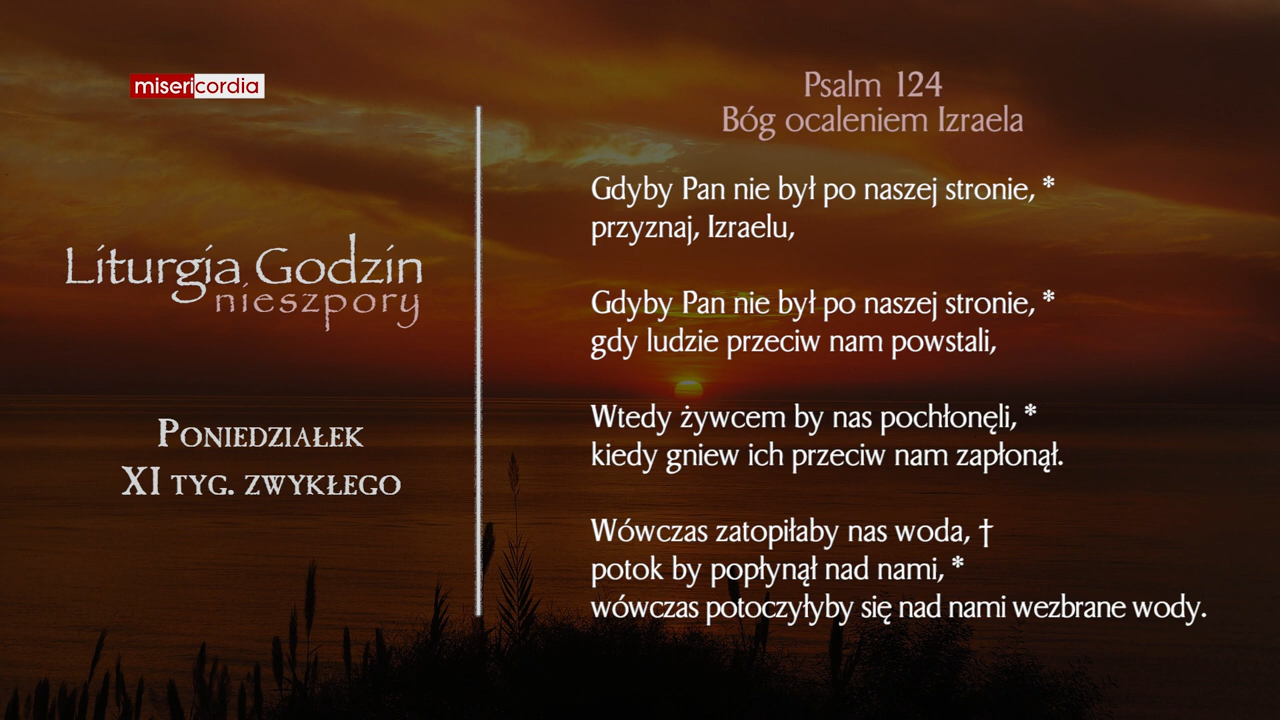 misericordia
Liturgia Godzin
nieszpory
Poniedziałek
XI tyg. zwykłego
Psalm 124
Bóg ocaleniem Izraela
Gdyby Pan nie był po naszej stronie, *
przyznaj, Izraelu,
Gdyby Pan nie był po naszej stronie, *
gdy ludzie przeciw nam powstali,
Wtedy żywcem by nas pochłonęli, *
kiedy gniew ich przeciw nam zapłonął.
Wówczas zatopiłaby nas woda, †
potok by popłynął nad nami, *
wówczas potoczyłyby się nad nami wezbrane wody.